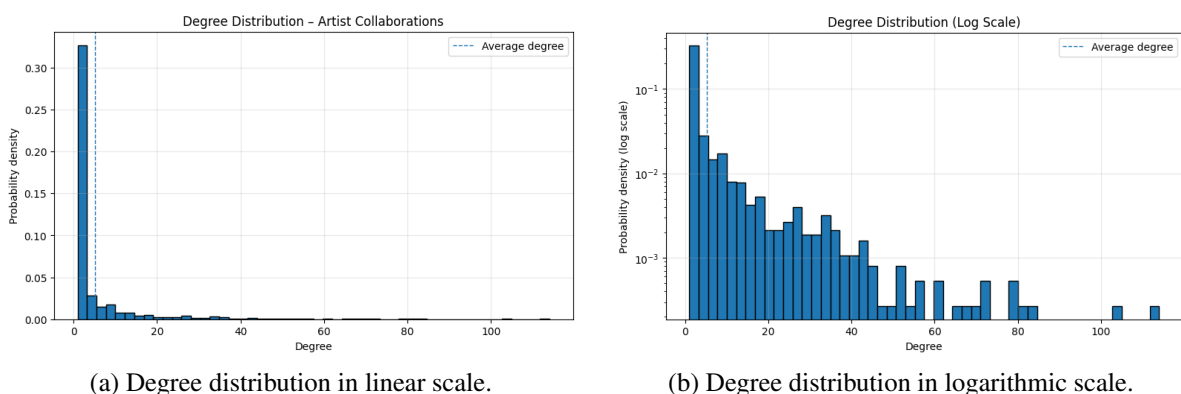 Degree Distribution – Artist Collaborations
Average degree
0.30
0.25
0.20
0.15
0.10
0.05
0.00
Probability density
0 20 40 60 80 100
Degree
(a) Degree distribution in linear scale.
Degree Distribution (Log Scale)
Average degree
10⁻¹
10⁻²
10⁻³
Probability density (log scale)
0 20 40 60 80 100
Degree
(b) Degree distribution in logarithmic scale.